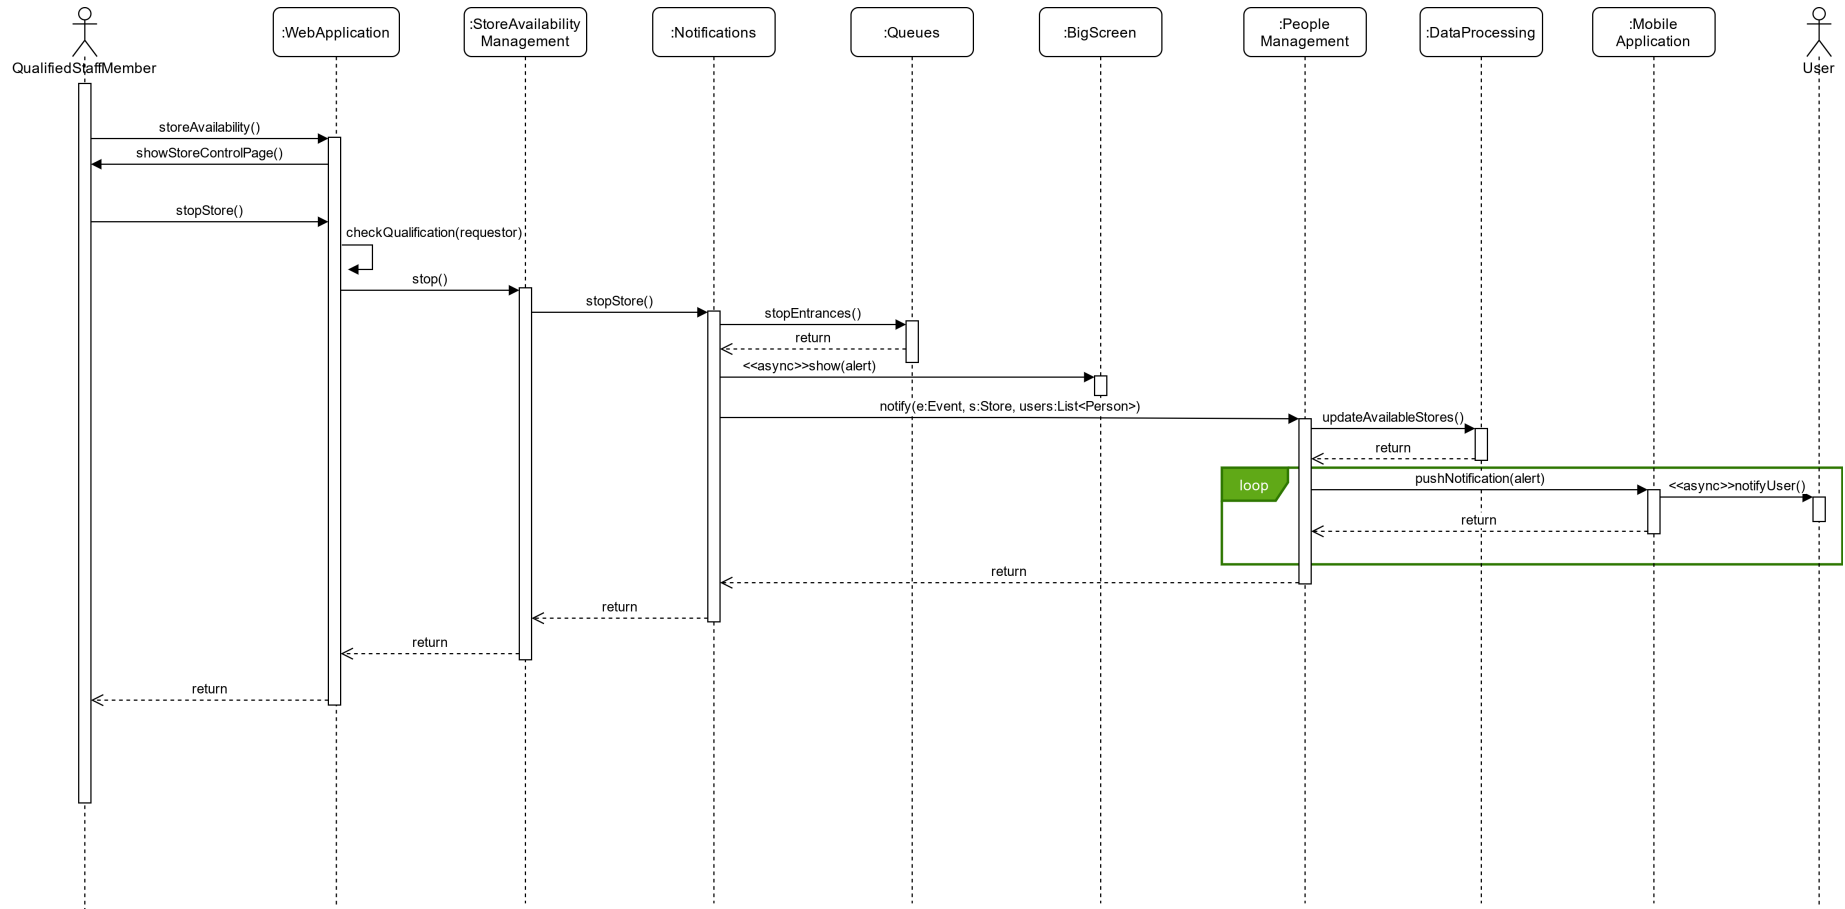 QualifiedStaffMember
:WebApplication
:StoreAvailability
Management
:Notifications
:Queues
:BigScreen
:People
Management
:DataProcessing
:Mobile
Application
User
storeAvailability()
showStoreControlPage()
stopStore()
checkQualification(requestor)
stop()
stopStore()
stopEntrances()
return
<<async>>show(alert)
notify(e:Event, s:Store, users:List<Person>)
updateAvailableStores()
return
loop
pushNotification(alert)
<<async>>notifyUser()
return
return
return
return
return